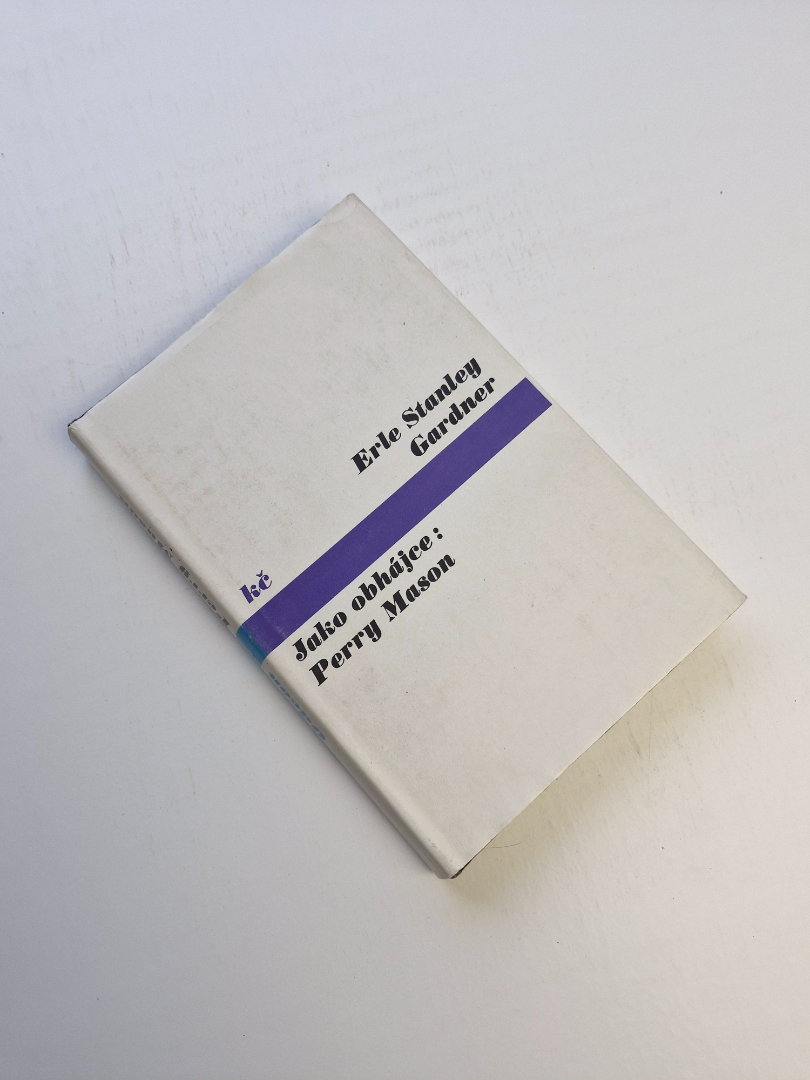 Erle Stanley
Gardner
kč
Jako obhájce:
Perry Mason